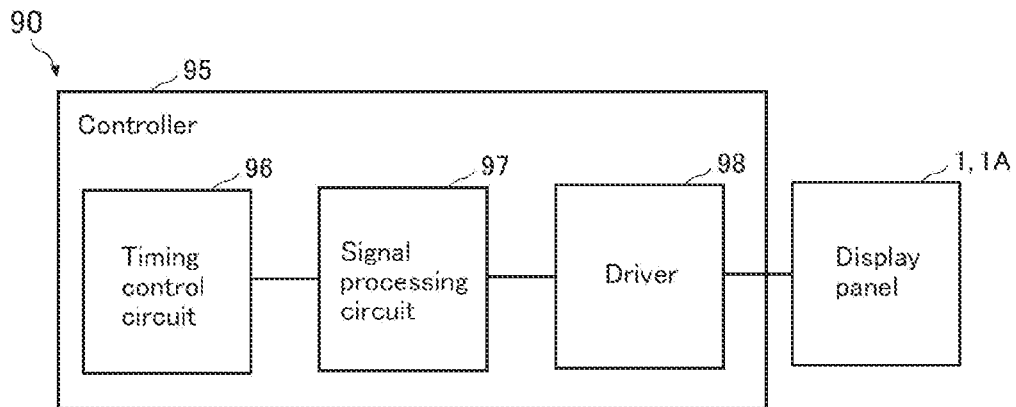 90
95
Controller
96
97
98
1, 1A
Timing
control
circuit
Signal
processing
circuit
Driver
Display
panel